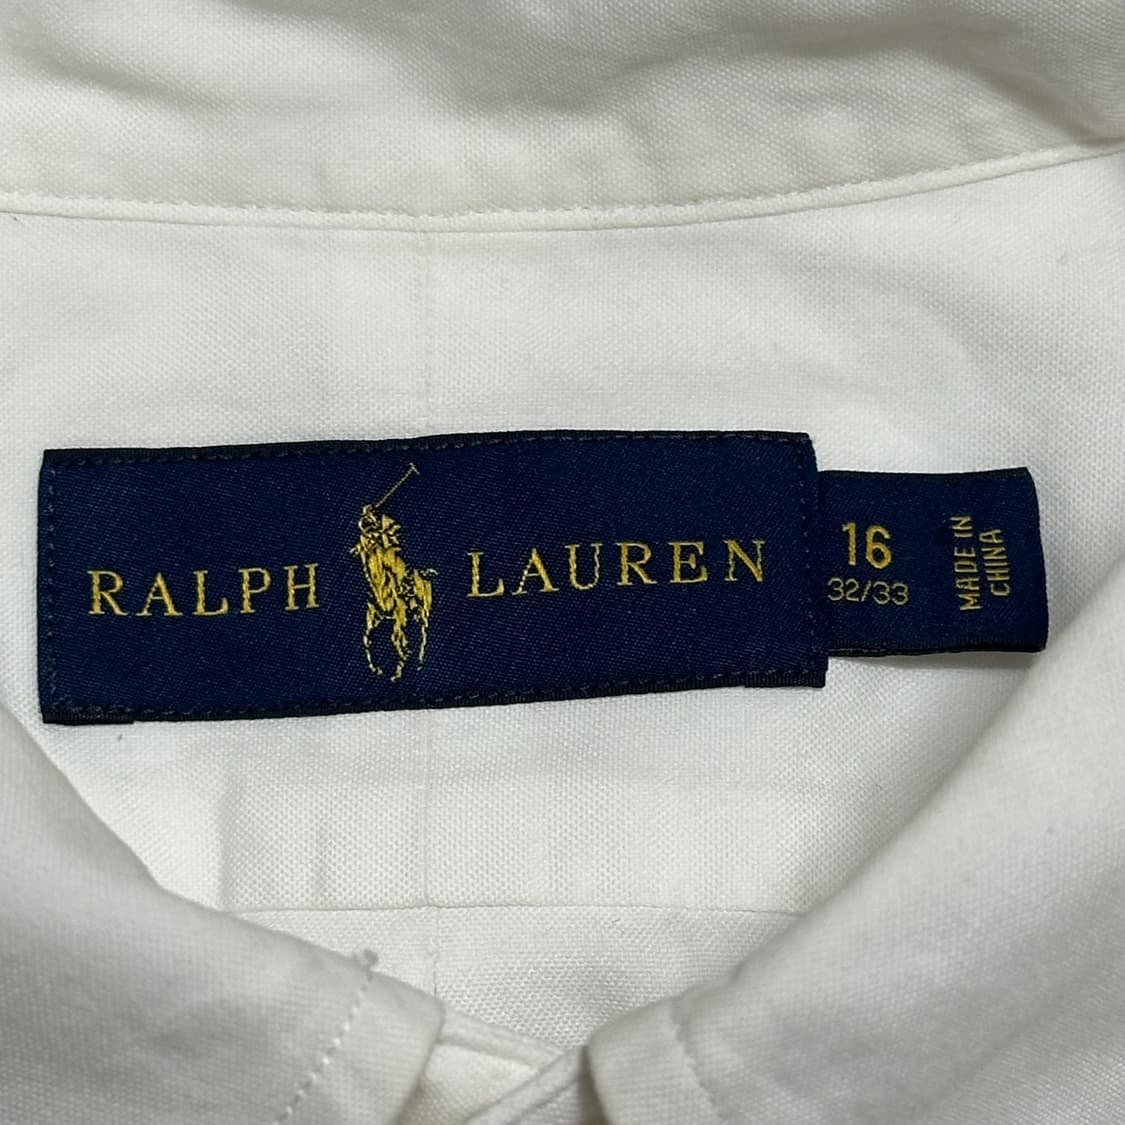 RALPH LAUREN
16
32/33
MADE IN
CHINA